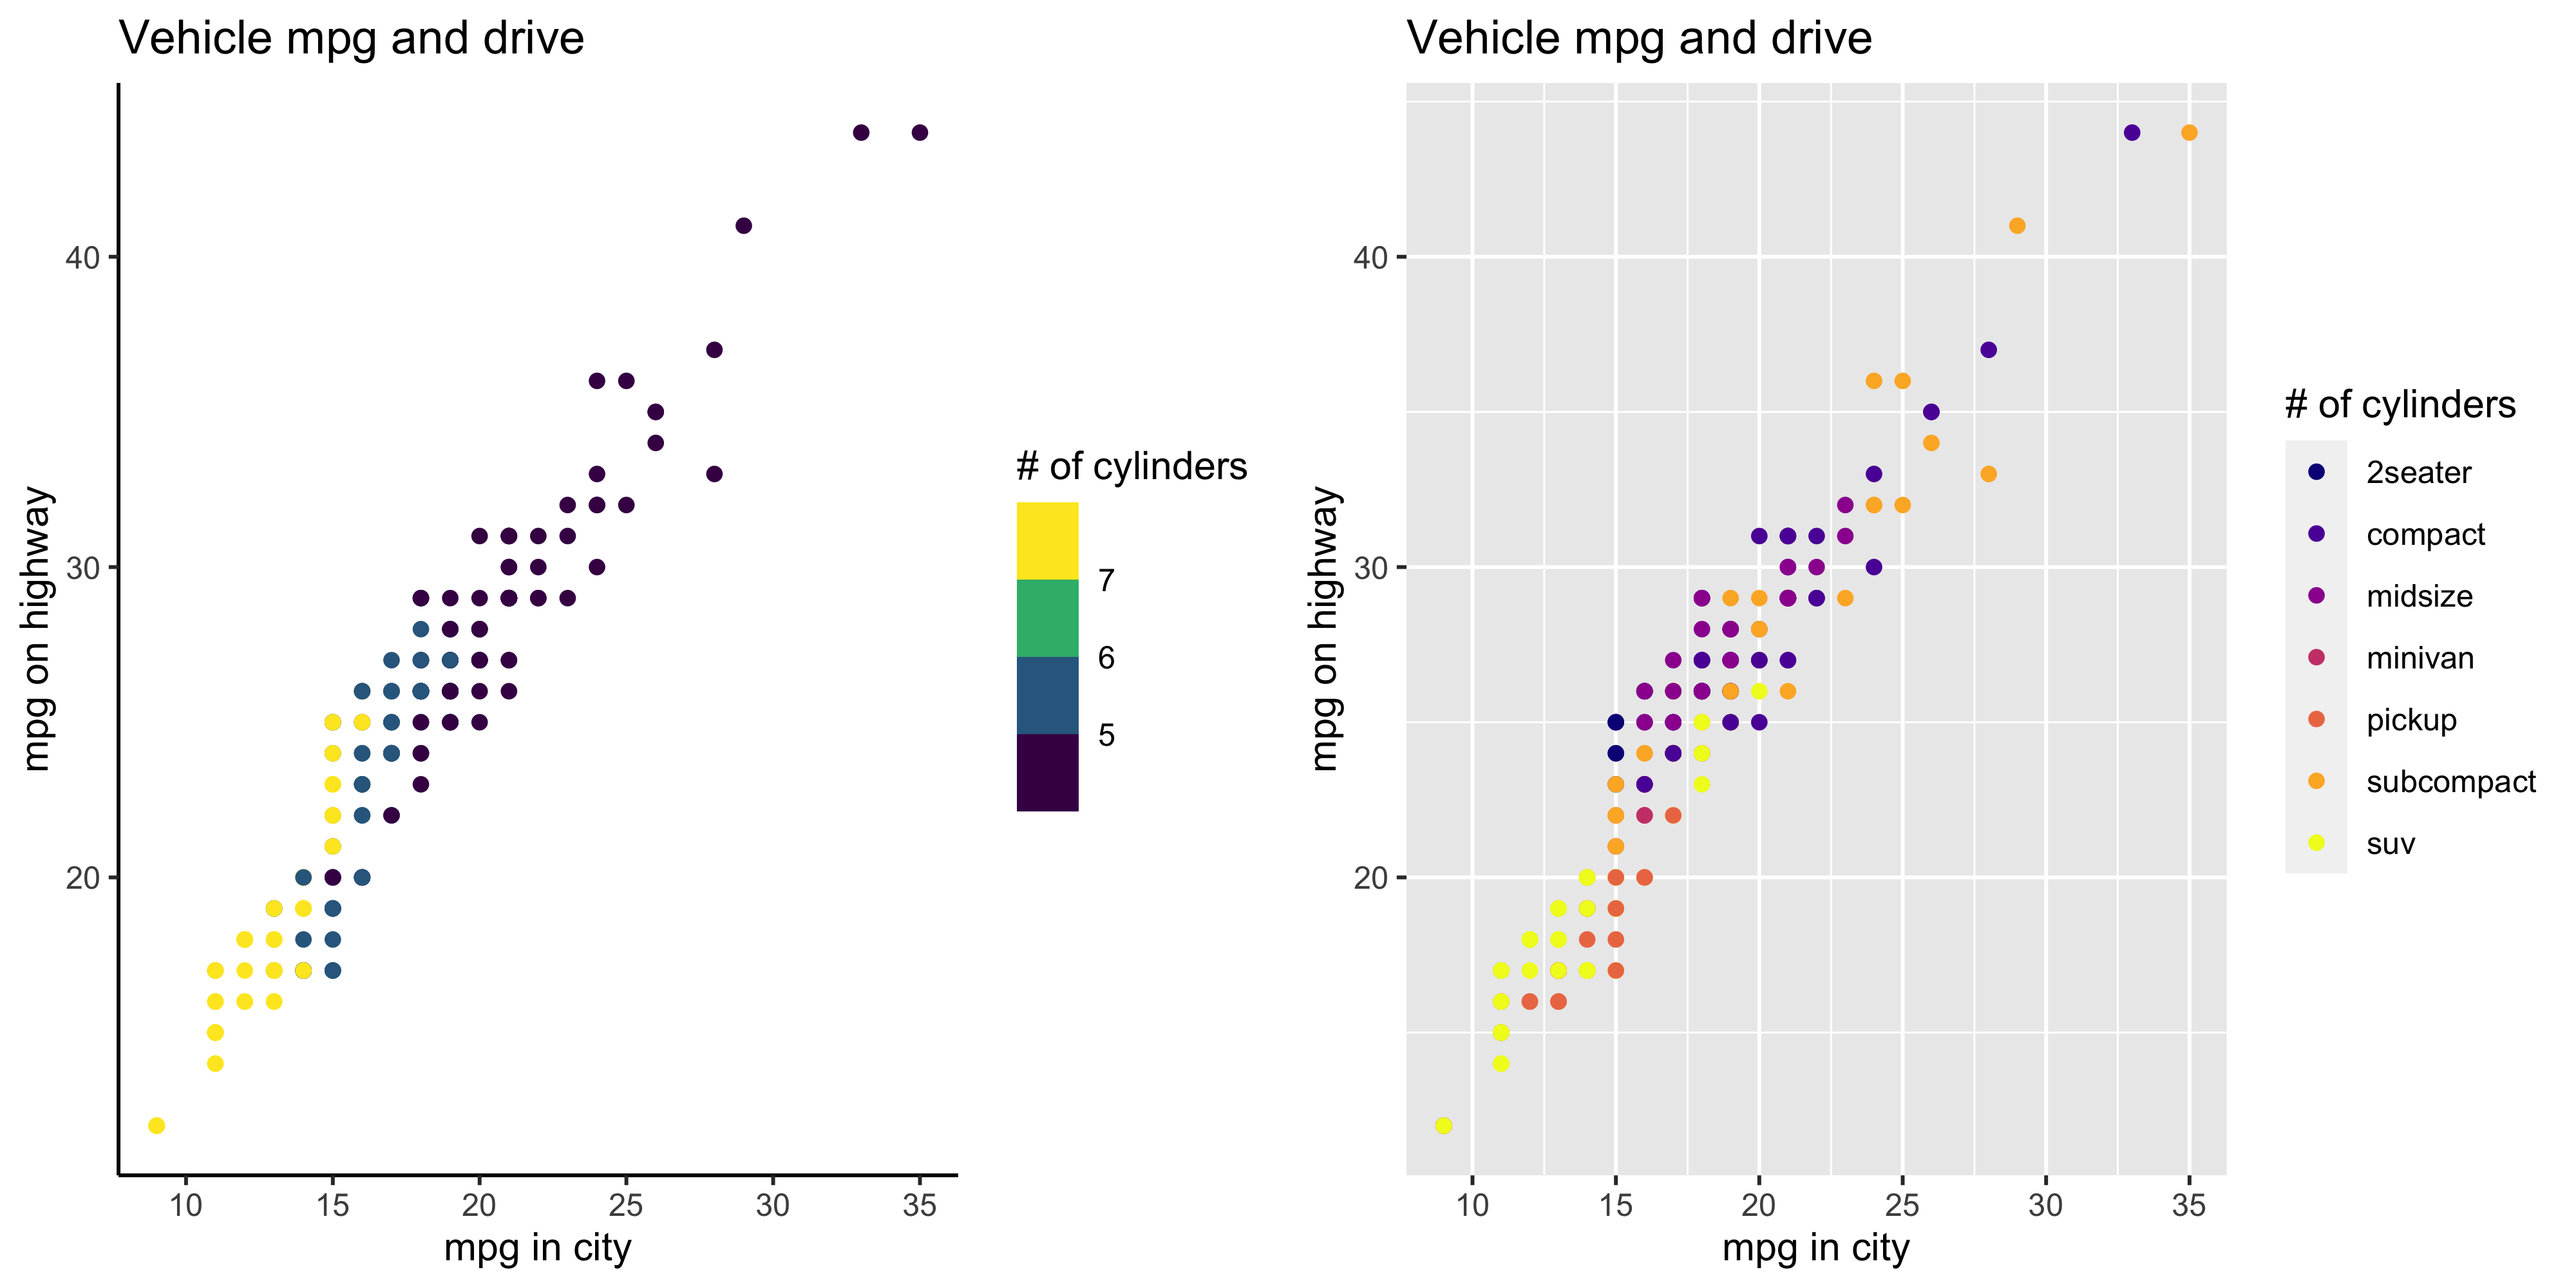 Vehicle mpg and drive
mpg on highway
40
30
20
10 15 20 25 30 35
mpg in city
# of cylinders
7
6
5
Vehicle mpg and drive
mpg on highway
40
30
20
10 15 20 25 30 35
mpg in city
# of cylinders
2seater
compact
midsize
minivan
pickup
subcompact
suv